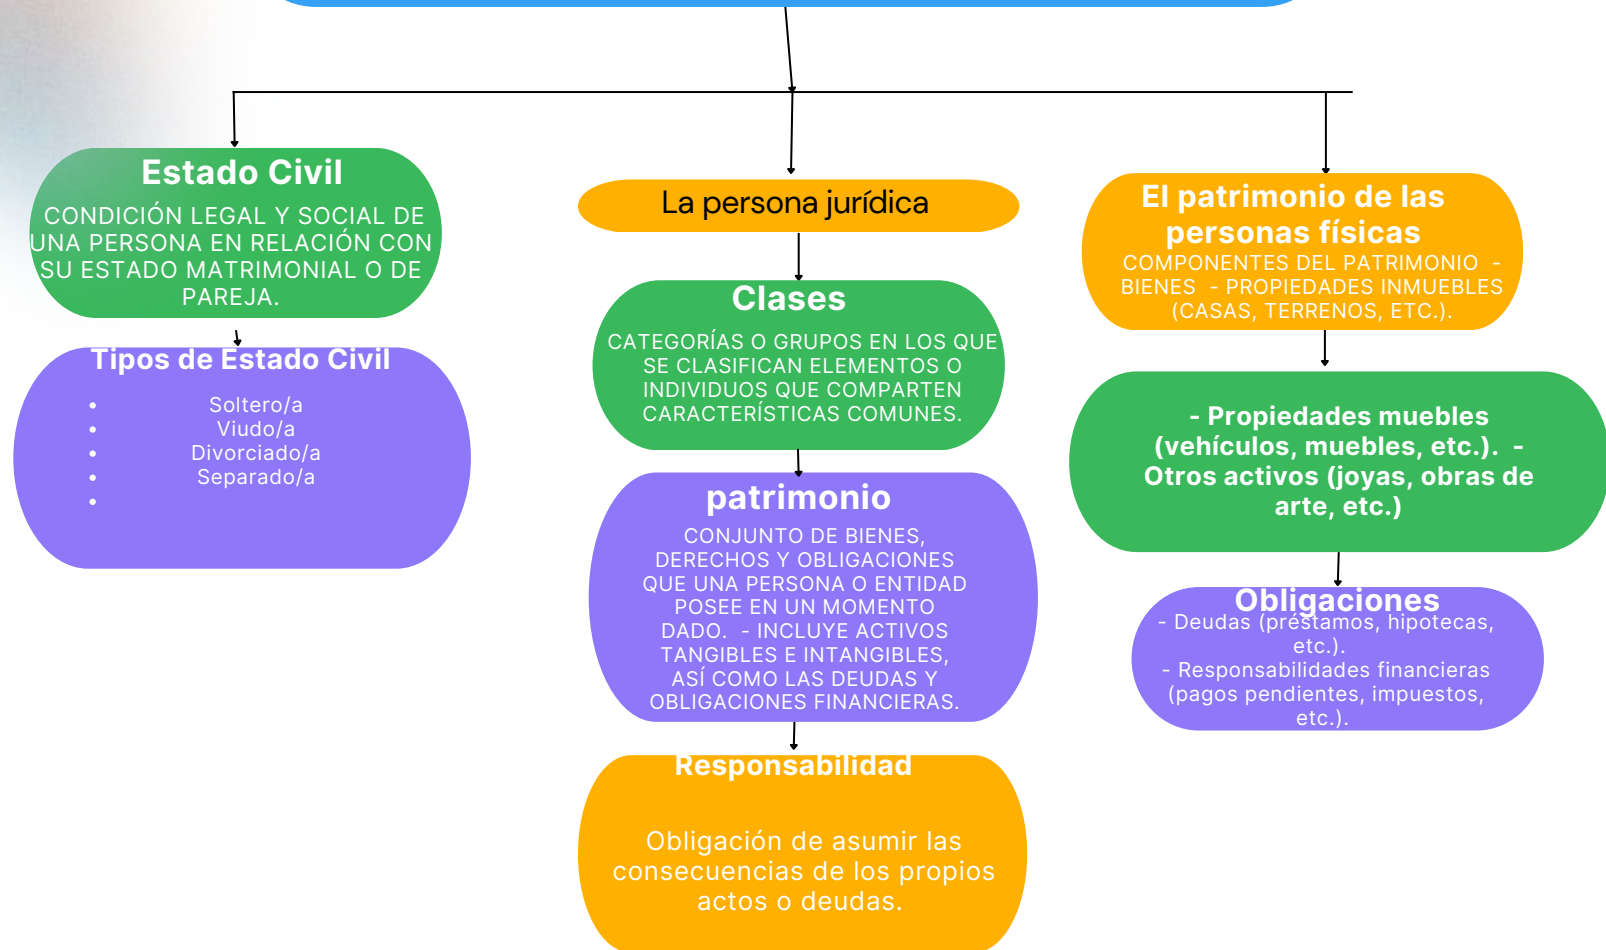 Estado Civil
CONDICIÓN LEGAL Y SOCIAL DE
UNA PERSONA EN RELACIÓN CON
SU ESTADO MATRIMONIAL O DE
PAREJA.
Tipos de Estado Civil
• Soltero/a
• Viudo/a
• Divorciado/a
• Separado/a
•
La persona jurídica
Clases
CATEGORÍAS O GRUPOS EN LOS QUE
SE CLASIFICAN ELEMENTOS O
INDIVIDUOS QUE COMPARTEN
CARACTERÍSTICAS COMUNES.
patrimonio
CONJUNTO DE BIENES,
DERECHOS Y OBLIGACIONES
QUE UNA PERSONA O ENTIDAD
POSEE EN UN MOMENTO
DADO. - INCLUYE ACTIVOS
TANGIBLES E INTANGIBLES,
ASÍ COMO LAS DEUDAS Y
OBLIGACIONES FINANCIERAS.
Responsabilidad
Obligación de asumir las
consecuencias de los propios
actos o deudas.
El patrimonio de las
personas físicas
COMPONENTES DEL PATRIMONIO -
BIENES - PROPIEDADES INMUEBLES
(CASAS, TERRENOS, ETC.).
- Propiedades muebles
(vehículos, muebles, etc.). -
Otros activos (joyas, obras de
arte, etc.)
Obligaciones
- Deudas (préstamos, hipotecas,
etc.).
- Responsabilidades financieras
(pagos pendientes, impuestos,
etc.).